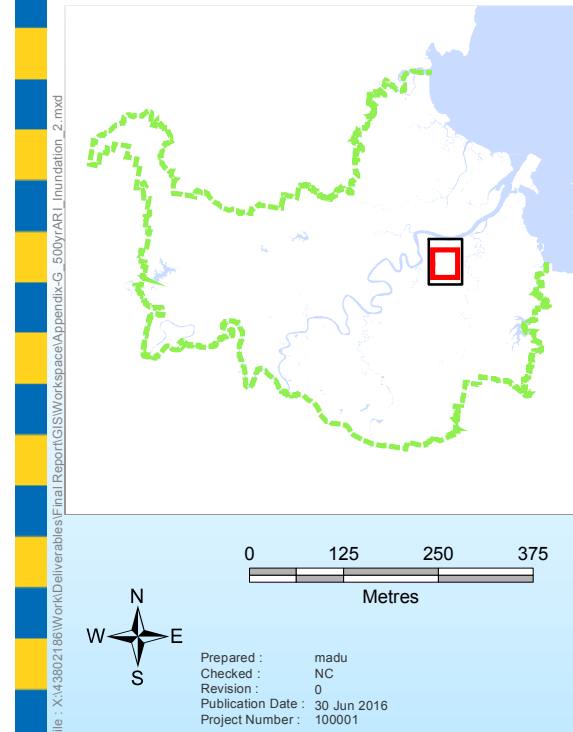 ile : X:\43802186\Work\Deliverables\Final Report\GIS\Workspace\Appendix-G_500yrARI_Inundation_2.mxd
0 125 250 375
Metres
N
W E
S
Prepared : madu
Checked : NC
Revision : 0
Publication Date : 30 Jun 2016
Project Number : 100001